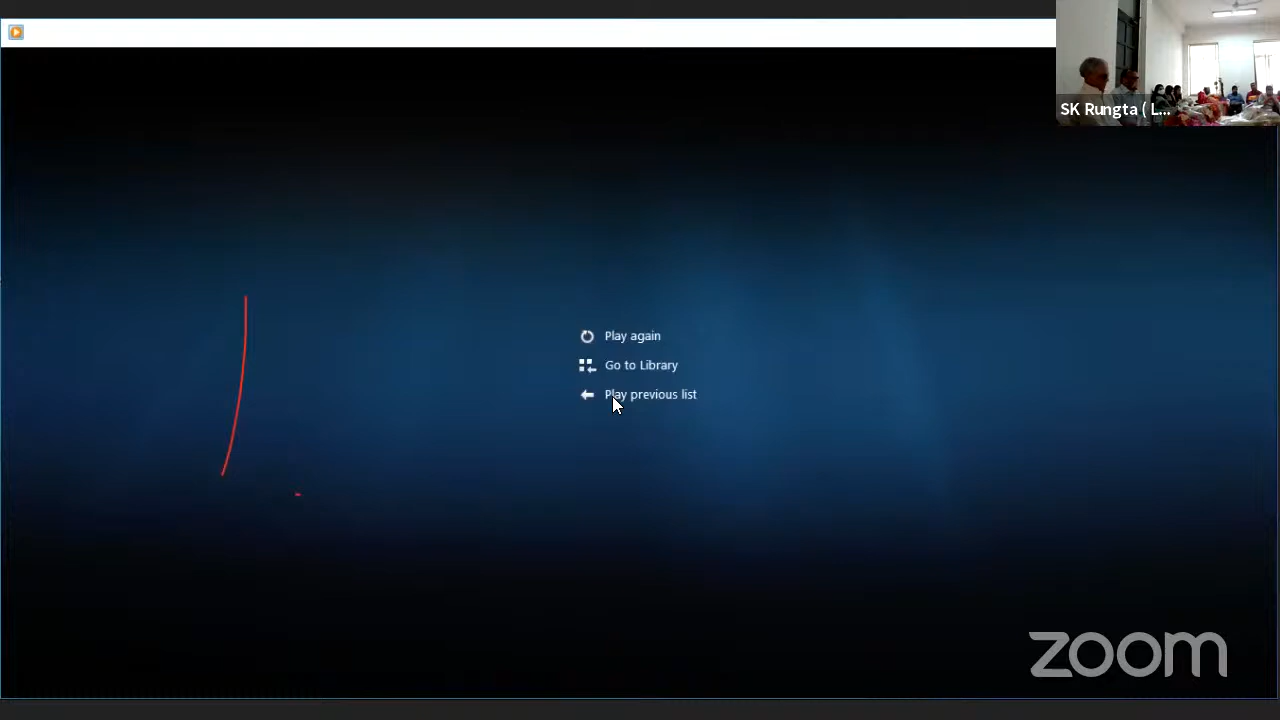 SK Rungta ( L...
Play again
Go to Library
Play previous list
zoom